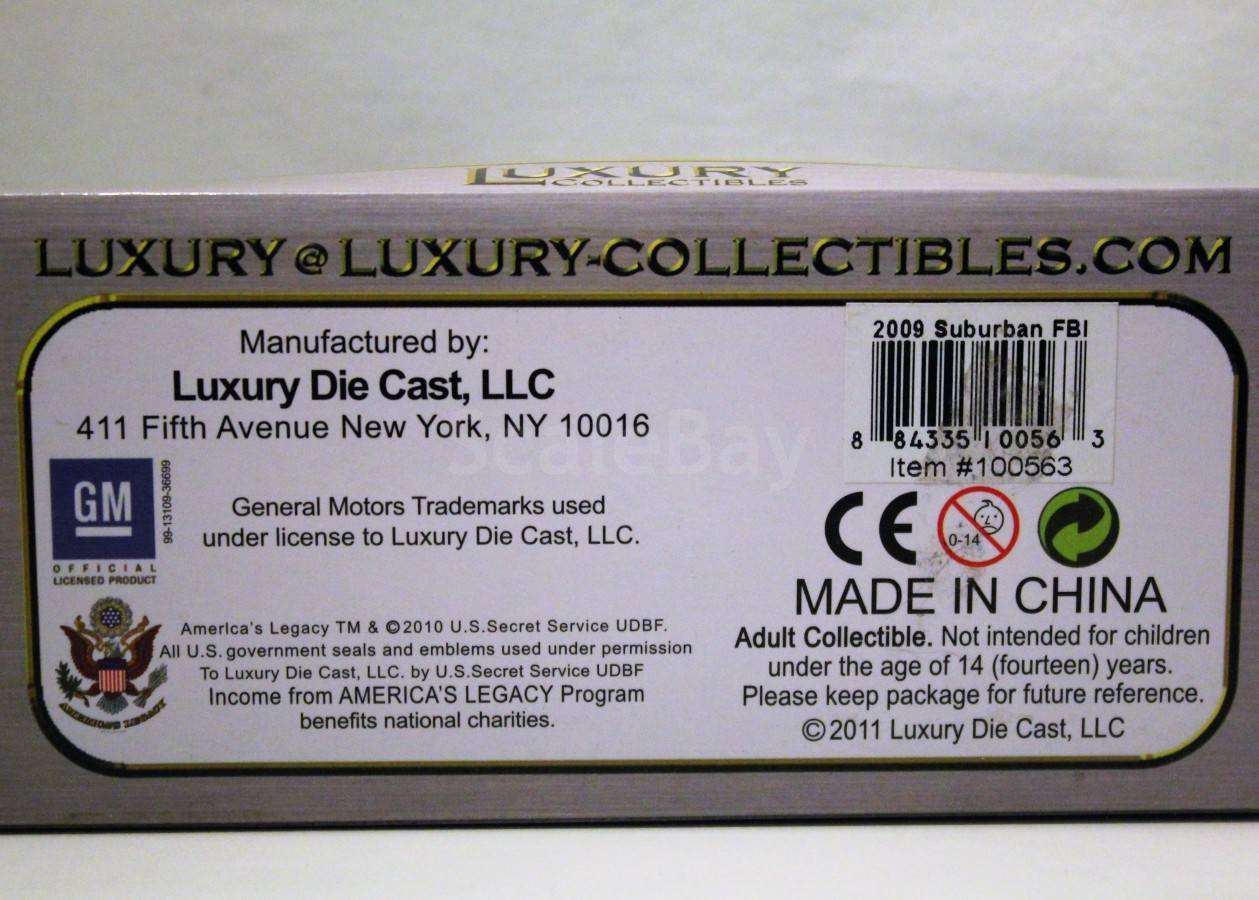 LUXURY
COLLECTIBLES
LUXURY@LUXURY-COLLECTIBLES.COM
Manufactured by:
Luxury Die Cast, LLC
411 Fifth Avenue New York, NY 10016
GM
99-13109-36699
OFFICIAL
LICENSED PRODUCT
General Motors Trademarks used
under license to Luxury Die Cast, LLC.
AMERICA'S LEGACY
America's Legacy TM & ©2010 U.S.Secret Service UDBF.
All U.S. government seals and emblems used under permission
To Luxury Die Cast, LLC. by U.S.Secret Service UDBF
Income from AMERICA'S LEGACY Program
benefits national charities.
2009 Suburban FBI
8 84335 10056 3
Item #100563
CE
0-14
MADE IN CHINA
Adult Collectible. Not intended for children
under the age of 14 (fourteen) years.
Please keep package for future reference.
©2011 Luxury Die Cast, LLC
ScaleBay